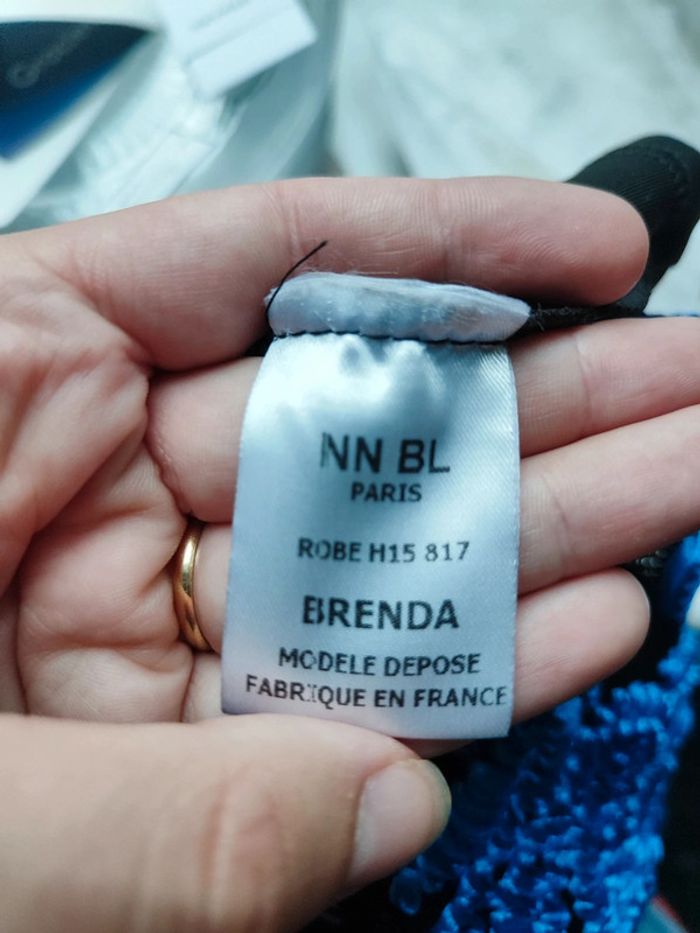 NN BL
PARIS
ROBE H15 817
BRENDA
MODELE DEPOSE
FABRIQUE EN FRANCE